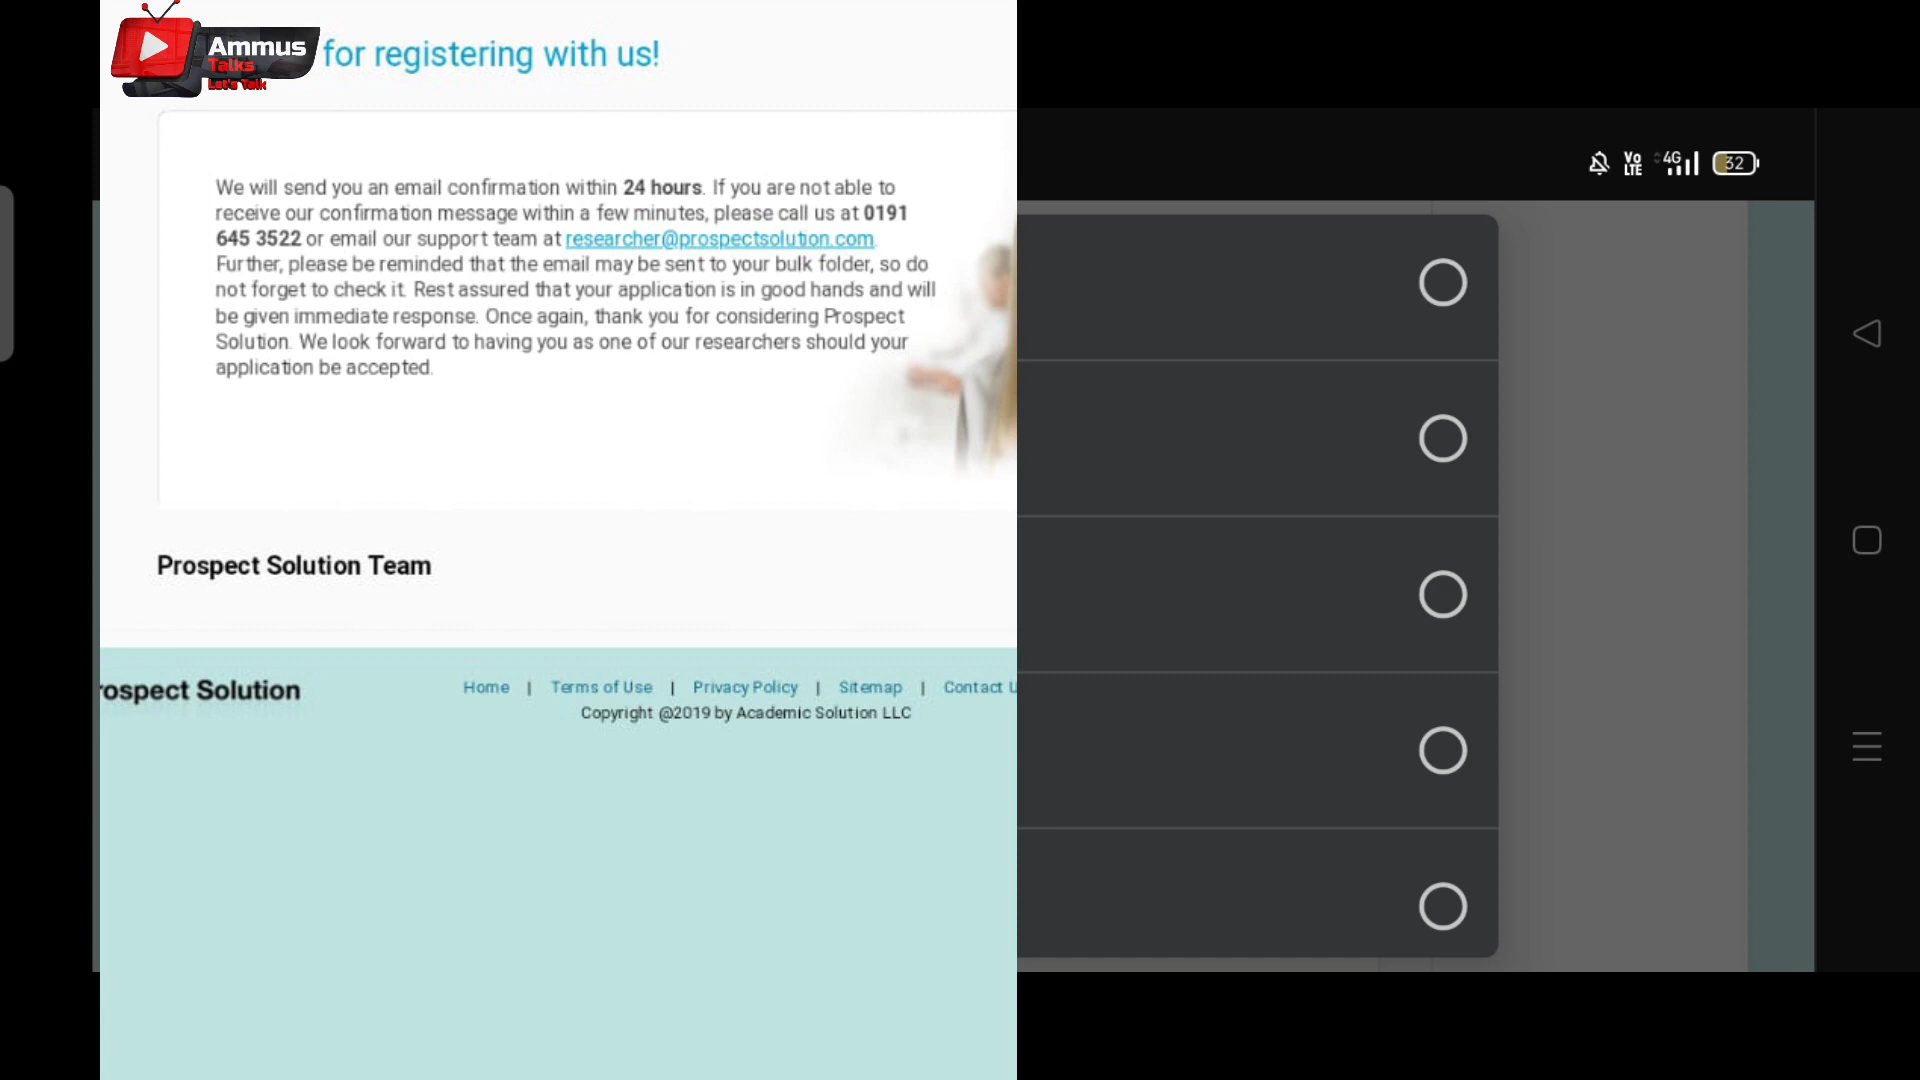 Ammus
Talks
Let's Talk
for registering with us!
We will send you an email confirmation within 24 hours. If you are not able to
receive our confirmation message within a few minutes, please call us at 0191
645 3522 or email our support team at researcher@prospectsolution.com.
Further, please be reminded that the email may be sent to your bulk folder, so do
not forget to check it. Rest assured that your application is in good hands and will
be given immediate response. Once again, thank you for considering Prospect
Solution. We look forward to having you as one of our researchers should your
application be accepted.
Prospect Solution Team
rospect Solution
Home | Terms of Use | Privacy Policy | Sitemap | Contact U
Copyright @2019 by Academic Solution LLC
Vo LTE 4G 32